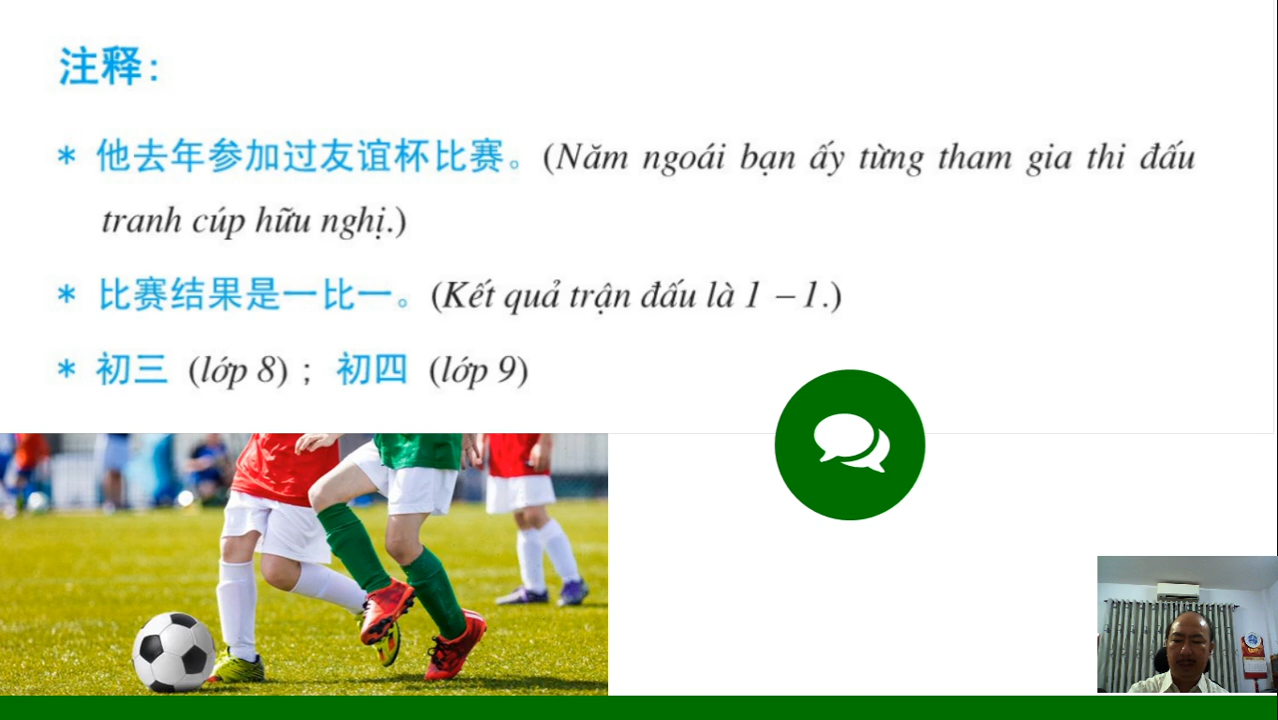 注释：
* 他去年参加过友谊杯比赛。(Năm ngoái bạn ấy từng tham gia thi đấu
tranh cúp hữu nghị.)
* 比赛结果是一比一。(Kết quả trận đấu là 1 – 1.)
* 初三 (lớp 8) ; 初四 (lớp 9)